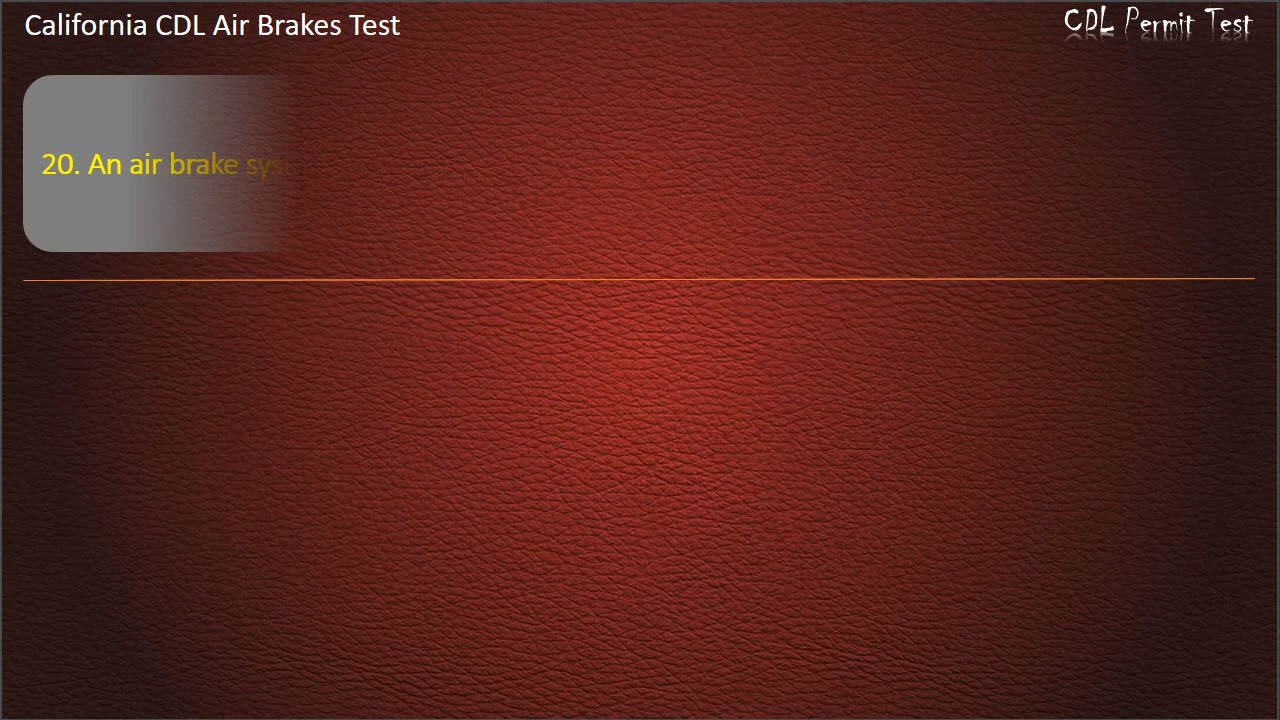 California CDL Air Brakes Test
CDL Permit Test
20. An air brake